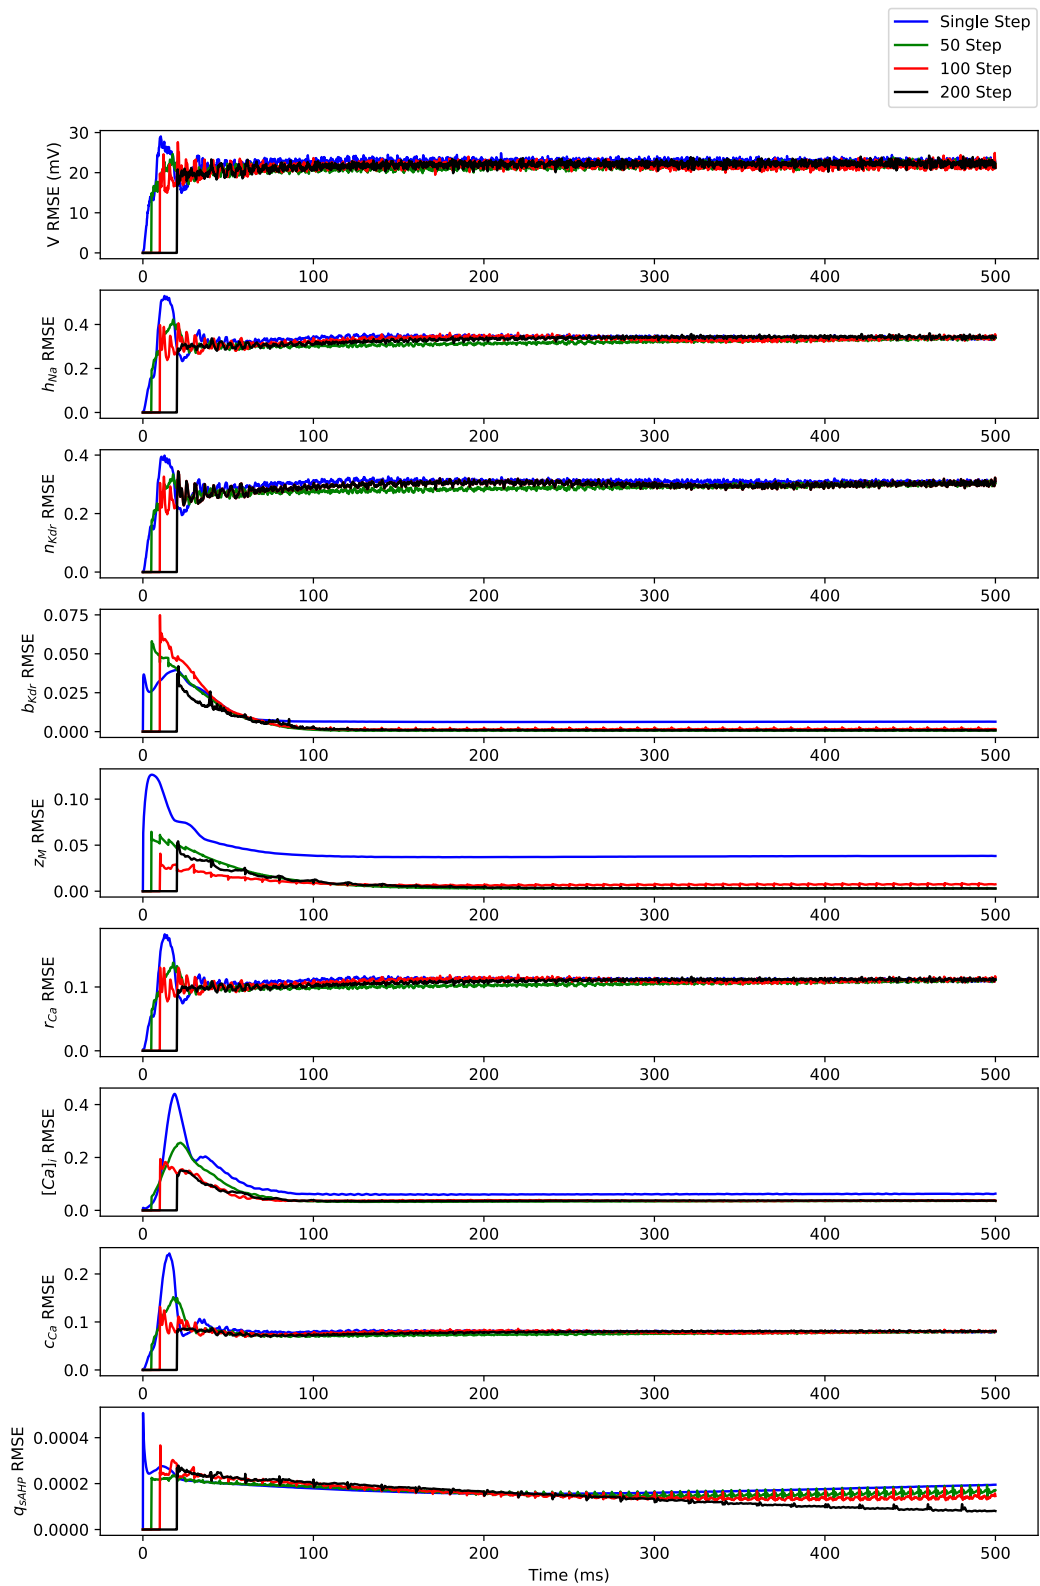 Single Step
50 Step
100 Step
200 Step
V RMSE (mV)
30
20
10
0
0 100 200 300 400 500
h_Na RMSE
0.4
0.2
0.0
0 100 200 300 400 500
n_Kdr RMSE
0.4
0.2
0.0
0 100 200 300 400 500
b_Kdr RMSE
0.075
0.050
0.025
0.000
0 100 200 300 400 500
z_M RMSE
0.10
0.05
0.00
0 100 200 300 400 500
r_Ca RMSE
0.1
0.0
0 100 200 300 400 500
[Ca]_i RMSE
0.4
0.2
0.0
0 100 200 300 400 500
c_Ca RMSE
0.2
0.1
0.0
0 100 200 300 400 500
q_sAHP RMSE
0.0004
0.0002
0.0000
0 100 200 300 400 500
Time (ms)